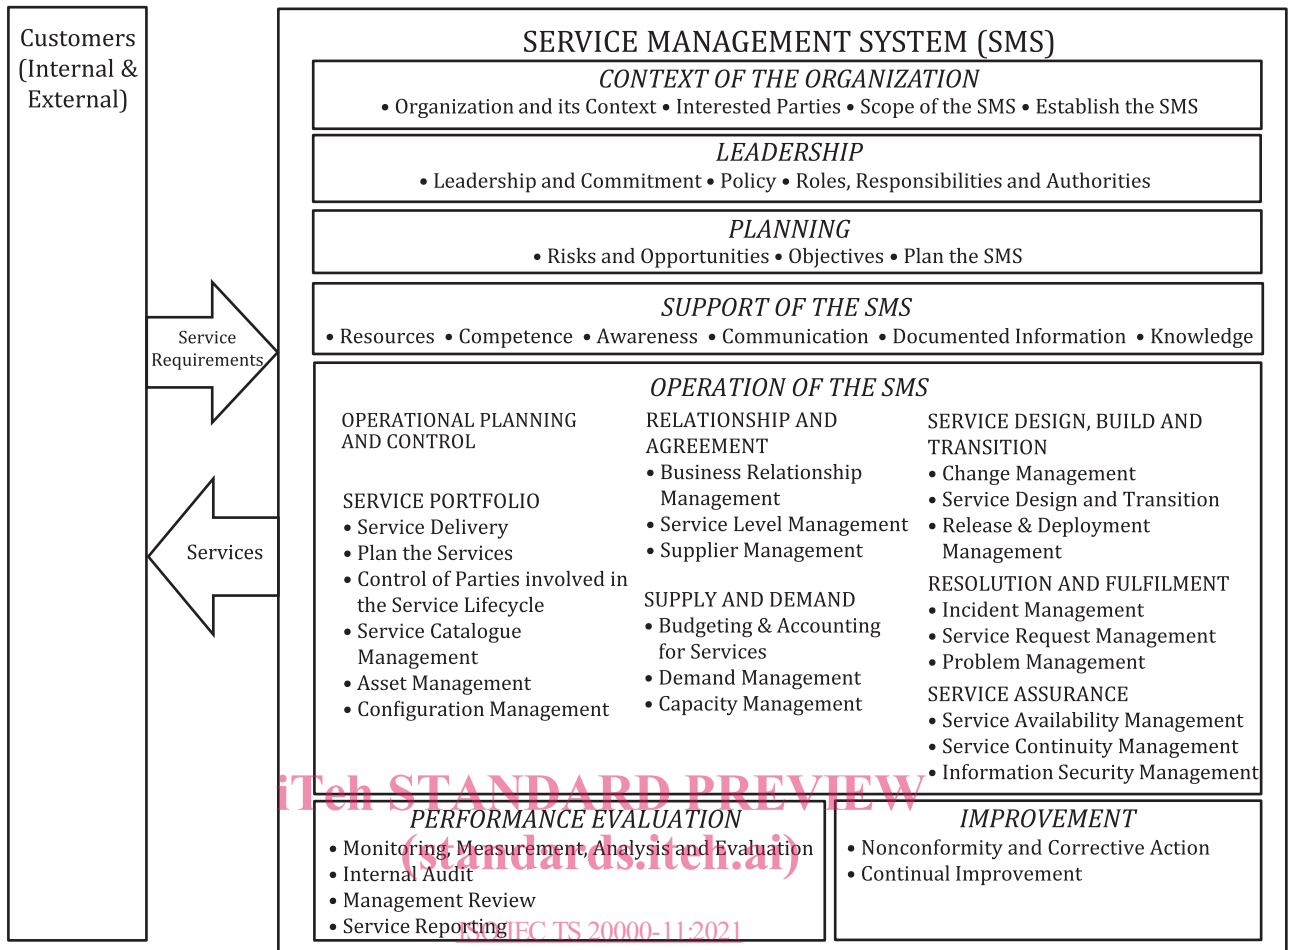 Customers
(Internal &
External)
Service
Requirements
Services
SERVICE MANAGEMENT SYSTEM (SMS)
CONTEXT OF THE ORGANIZATION
• Organization and its Context • Interested Parties • Scope of the SMS • Establish the SMS
LEADERSHIP
• Leadership and Commitment • Policy • Roles, Responsibilities and Authorities
PLANNING
• Risks and Opportunities • Objectives • Plan the SMS
SUPPORT OF THE SMS
• Resources • Competence • Awareness • Communication • Documented Information • Knowledge
OPERATION OF THE SMS
OPERATIONAL PLANNING
AND CONTROL
SERVICE PORTFOLIO
• Service Delivery
• Plan the Services
• Control of Parties involved in
the Service Lifecycle
• Service Catalogue
Management
• Asset Management
• Configuration Management
RELATIONSHIP AND
AGREEMENT
• Business Relationship
Management
• Service Level Management
• Supplier Management
SUPPLY AND DEMAND
• Budgeting & Accounting
for Services
• Demand Management
• Capacity Management
SERVICE DESIGN, BUILD AND
TRANSITION
• Change Management
• Service Design and Transition
• Release & Deployment
Management
RESOLUTION AND FULFILMENT
• Incident Management
• Service Request Management
• Problem Management
SERVICE ASSURANCE
• Service Availability Management
• Service Continuity Management
• Information Security Management
iTeh STANDARD PREVIEW
PERFORMANCE EVALUATION
(standards.iteh.ai)
• Monitoring, Measurement, Analysis and Evaluation
• Internal Audit
• Management Review
• Service Reporting
ISO/IEC TS 20000-11:2021
IMPROVEMENT
• Nonconformity and Corrective Action
• Continual Improvement